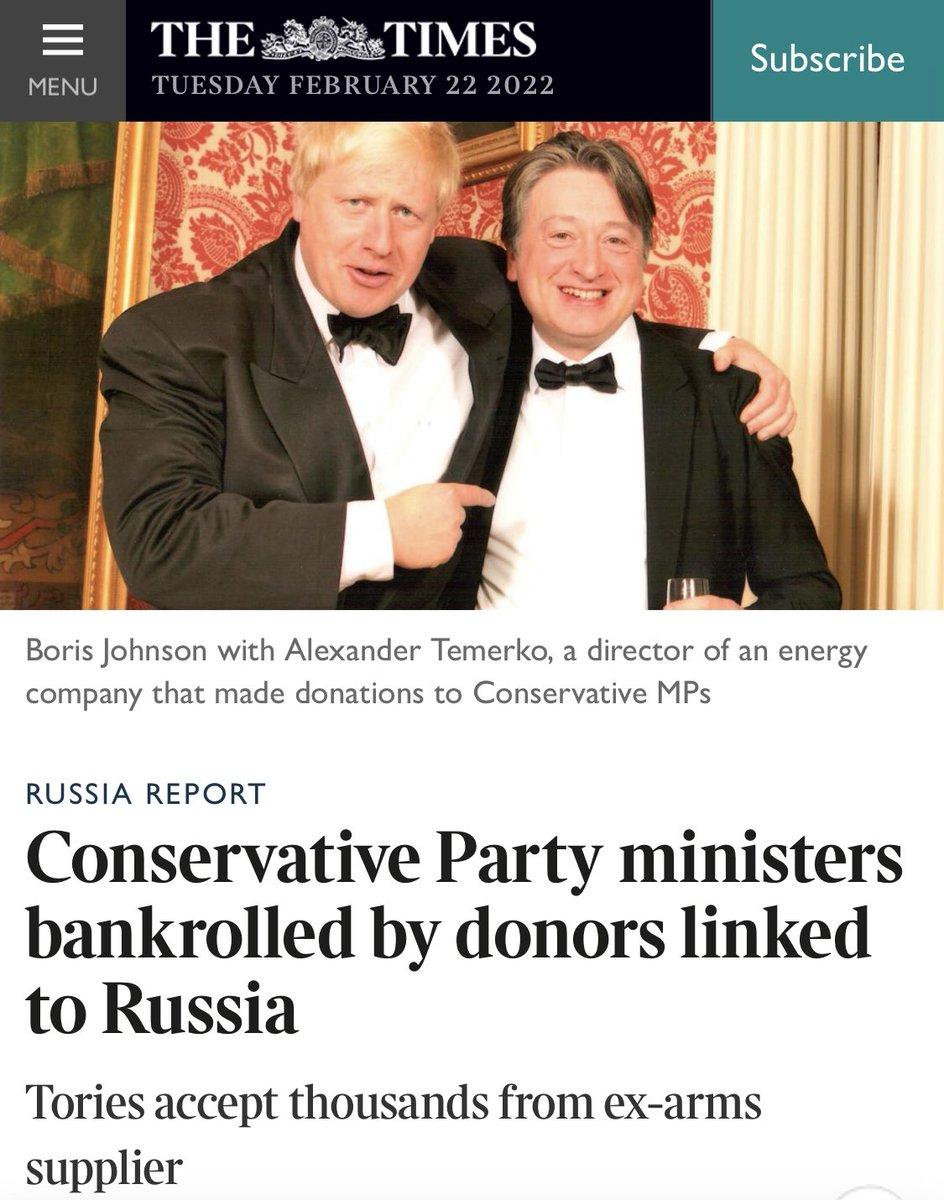 THE TIMES
MENU
TUESDAY FEBRUARY 22 2022
Subscribe
Boris Johnson with Alexander Temerko, a director of an energy
company that made donations to Conservative MPs
RUSSIA REPORT
Conservative Party ministers
bankrolled by donors linked
to Russia
Tories accept thousands from ex-arms
supplier